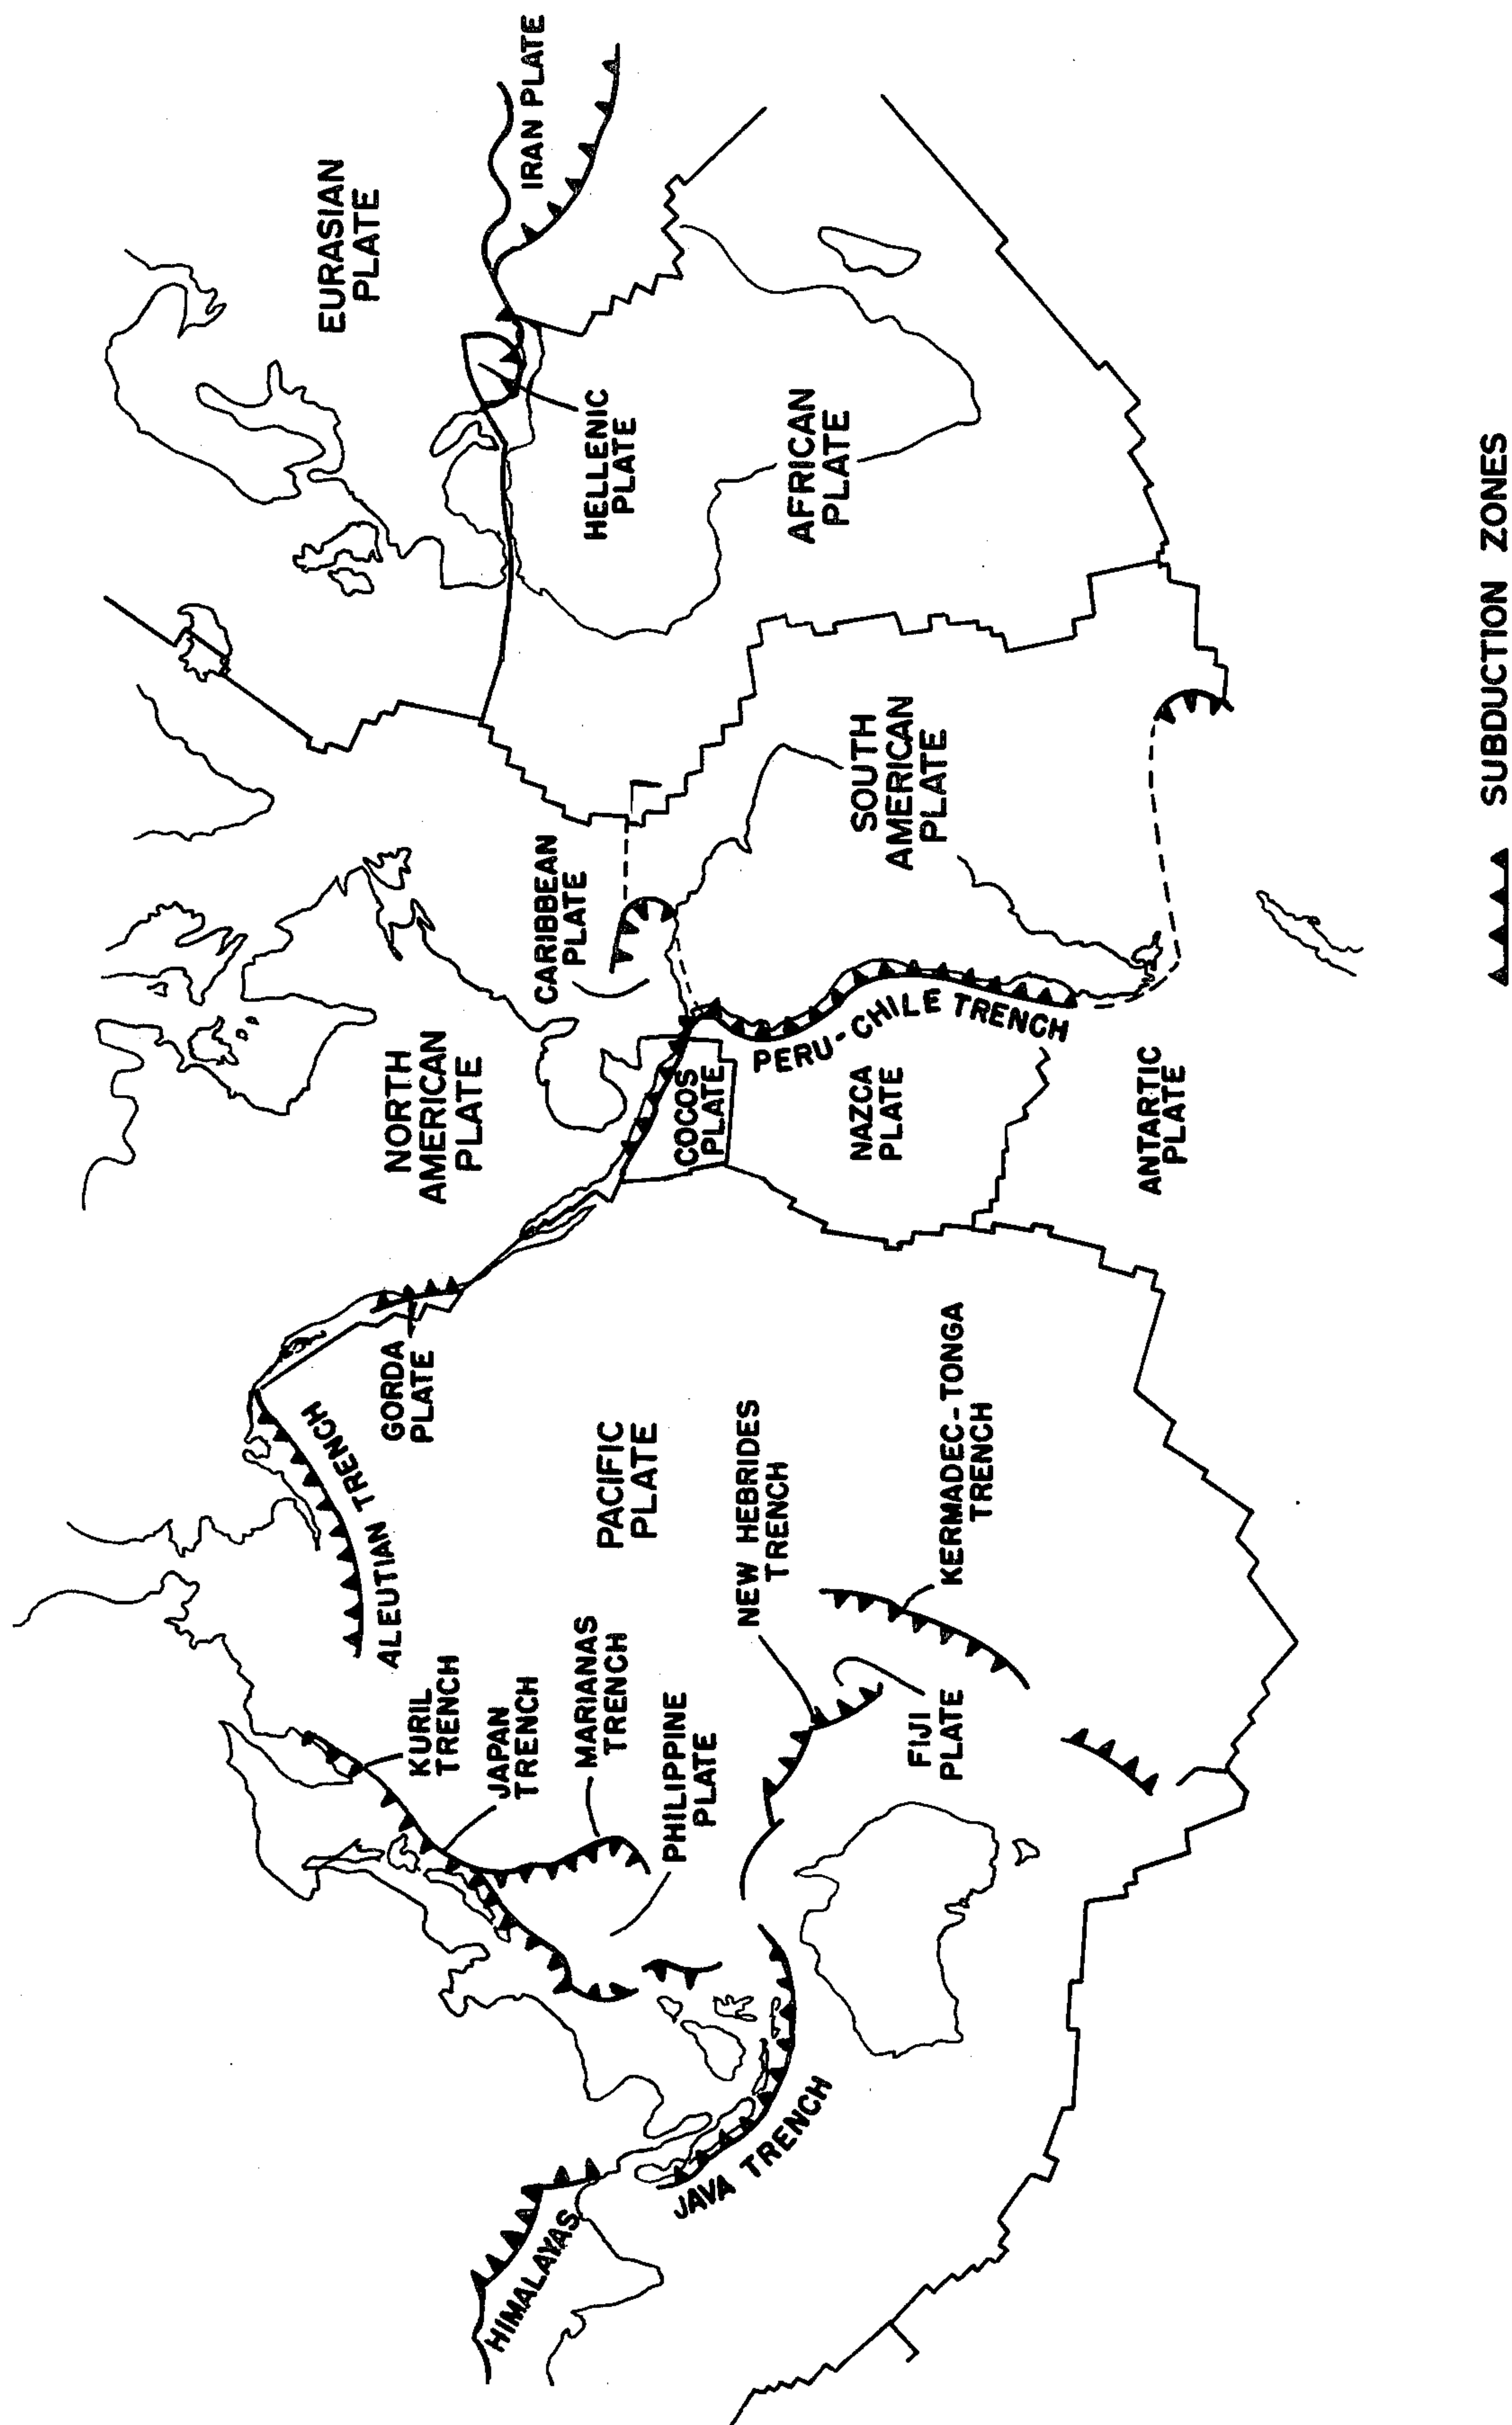 EURASIAN
PLATE
IRAN PLATE
HELLENIC
PLATE
AFRICAN
PLATE
NORTH
AMERICAN
PLATE
CARIBBEAN
PLATE
SOUTH
AMERICAN
PLATE
COCOS
PLATE
PERU-CHILE TRENCH
NAZCA
PLATE
ANTARTIC
PLATE
GORDA
PLATE
ALEUTIAN TRENCH
PACIFIC
PLATE
NEW HEBRIDES
TRENCH
KERMADEC-TONGA
TRENCH
KURIL
TRENCH
JAPAN
TRENCH
MARIANAS
TRENCH
PHILIPPINE
PLATE
FIJI
PLATE
HIMALAYAS
JAVA TRENCH
SUBDUCTION ZONES